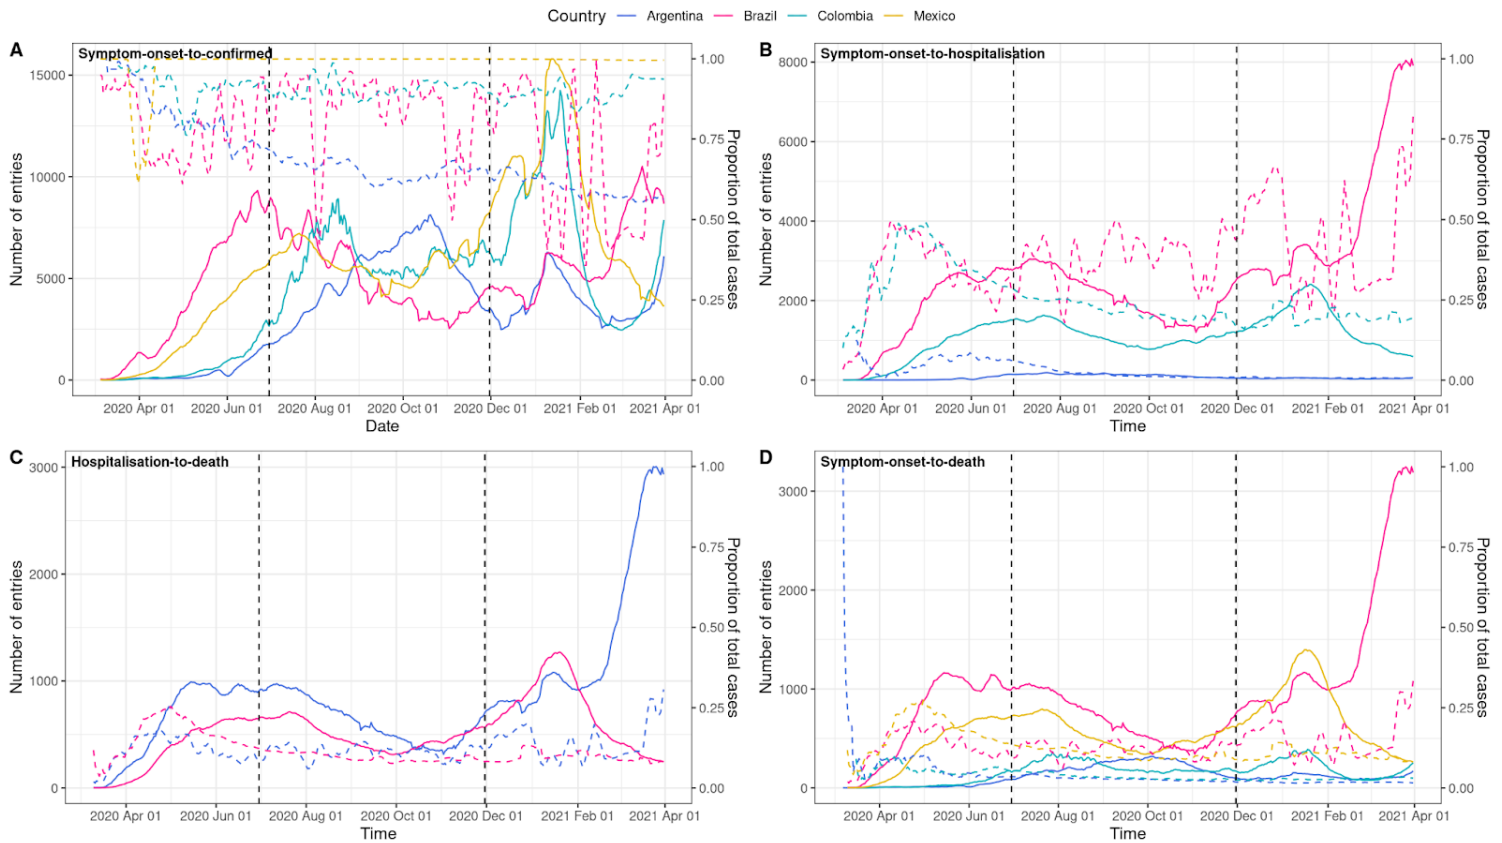 Country Argentina Brazil Colombia Mexico
A
Symptom-onset-to-confirmed
Number of entries
15000
10000
5000
0
1.00
0.75
0.50
0.25
0.00
Proportion of total cases
2020 Apr 01 2020 Jun 01 2020 Aug 01 2020 Oct 01 2020 Dec 01 2021 Feb 01 2021 Apr 01
Date
B
Symptom-onset-to-hospitalisation
Number of entries
8000
6000
4000
2000
0
1.00
0.75
0.50
0.25
0.00
Proportion of total cases
2020 Apr 01 2020 Jun 01 2020 Aug 01 2020 Oct 01 2020 Dec 01 2021 Feb 01 2021 Apr 01
Time
C
Hospitalisation-to-death
Number of entries
3000
2000
1000
0
1.00
0.75
0.50
0.25
0.00
Proportion of total cases
2020 Apr 01 2020 Jun 01 2020 Aug 01 2020 Oct 01 2020 Dec 01 2021 Feb 01 2021 Apr 01
Time
D
Symptom-onset-to-death
Number of entries
3000
2000
1000
0
1.00
0.75
0.50
0.25
0.00
Proportion of total cases
2020 Apr 01 2020 Jun 01 2020 Aug 01 2020 Oct 01 2020 Dec 01 2021 Feb 01 2021 Apr 01
Time